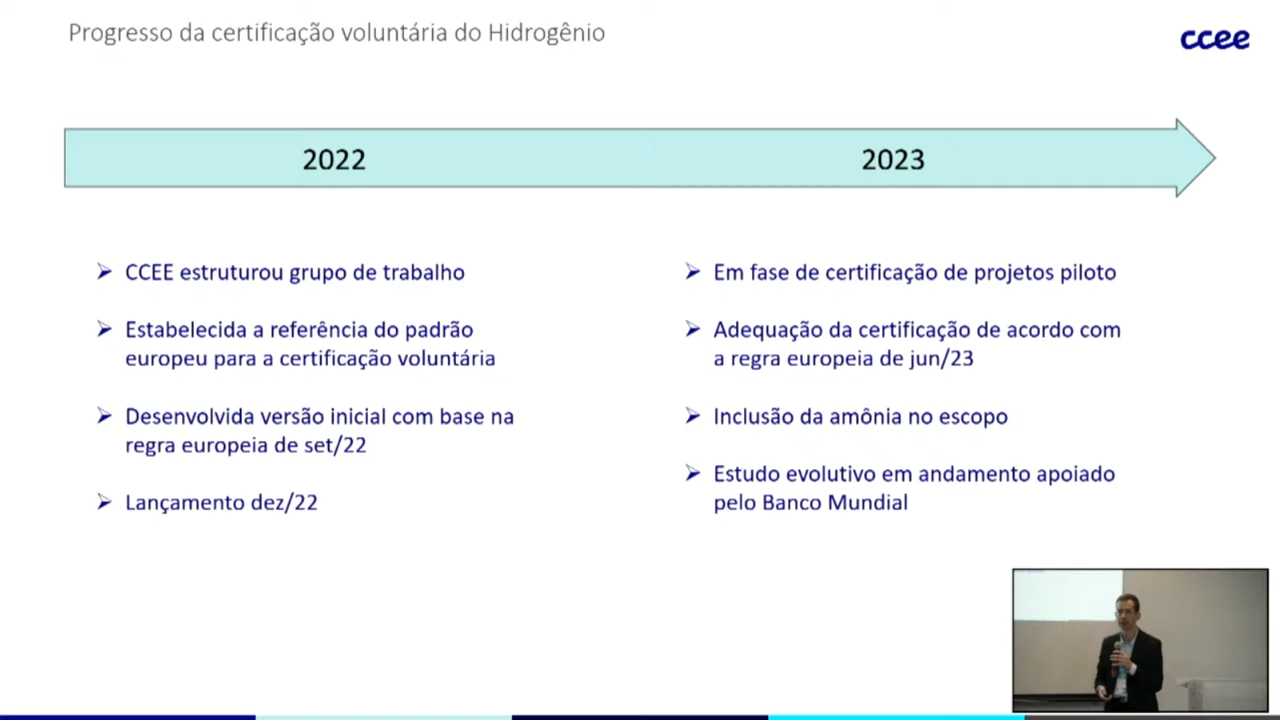 Progresso da certificação voluntária do Hidrogênio
ccee
2022
2023
➢ CCEE estruturou grupo de trabalho
➢ Estabelecida a referência do padrão
europeu para a certificação voluntária
➢ Desenvolvida versão inicial com base na
regra europeia de set/22
➢ Lançamento dez/22
➢ Em fase de certificação de projetos piloto
➢ Adequação da certificação de acordo com
a regra europeia de jun/23
➢ Inclusão da amônia no escopo
➢ Estudo evolutivo em andamento apoiado
pelo Banco Mundial